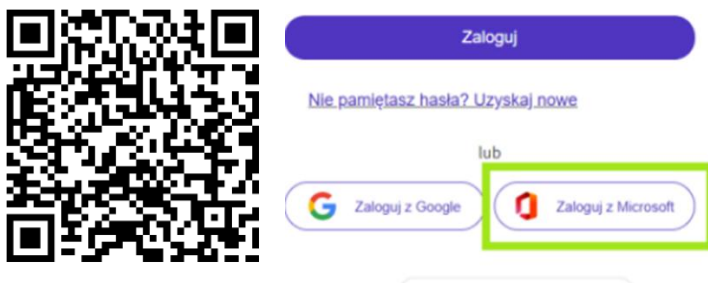 Zaloguj
Nie pamiętasz hasła? Uzyskaj nowe
lub
Zaloguj z Google
Zaloguj z Microsoft